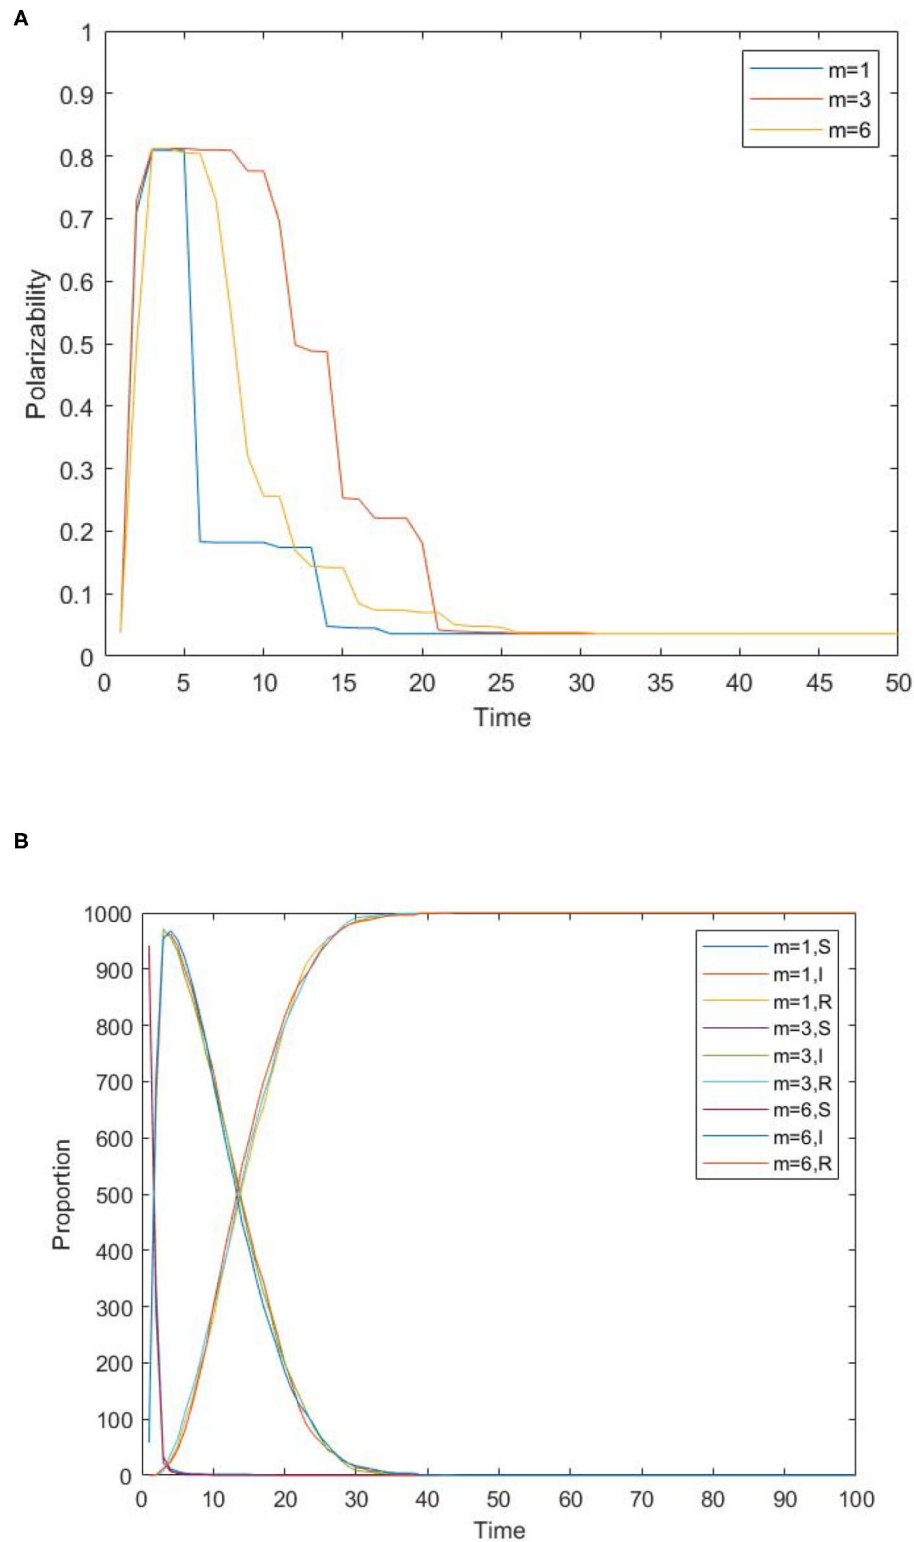 A
1
0.9
0.8
0.7
0.6
0.5
0.4
0.3
0.2
0.1
0
Polarizability
m=1
m=3
m=6
0 5 10 15 20 25 30 35 40 45 50
Time
B
1000
900
800
700
600
500
400
300
200
100
0
Proportion
m=1,S
m=1,I
m=1,R
m=3,S
m=3,I
m=3,R
m=6,S
m=6,I
m=6,R
0 10 20 30 40 50 60 70 80 90 100
Time